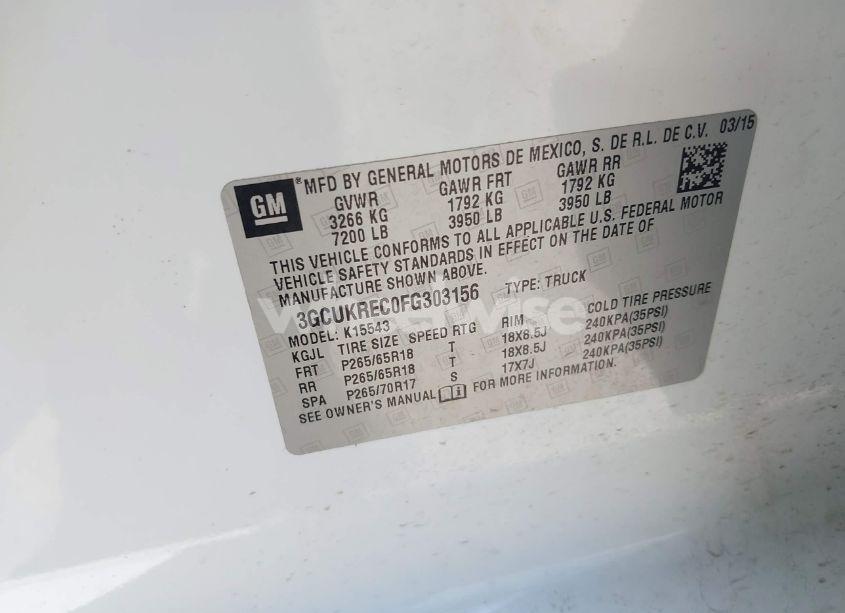 GM ® MFD BY GENERAL MOTORS DE MEXICO, S. DE R.L. DE C.V. 03/15
GVWR GAWR FRT GAWR RR
3266 KG 1792 KG 1792 KG
7200 LB 3950 LB 3950 LB
THIS VEHICLE CONFORMS TO ALL APPLICABLE U.S. FEDERAL MOTOR
VEHICLE SAFETY STANDARDS IN EFFECT ON THE DATE OF
MANUFACTURE SHOWN ABOVE.
3GCUKREC0FG303156 TYPE: TRUCK
MODEL: K15543
KGJL TIRE SIZE SPEED RTG RIM COLD TIRE PRESSURE
FRT P265/65R18 T 18X8.5J 240KPA(35PSI)
RR P265/65R18 T 18X8.5J 240KPA(35PSI)
SPA P265/70R17 S 17X7J 240KPA(35PSI)
SEE OWNER'S MANUAL FOR MORE INFORMATION.